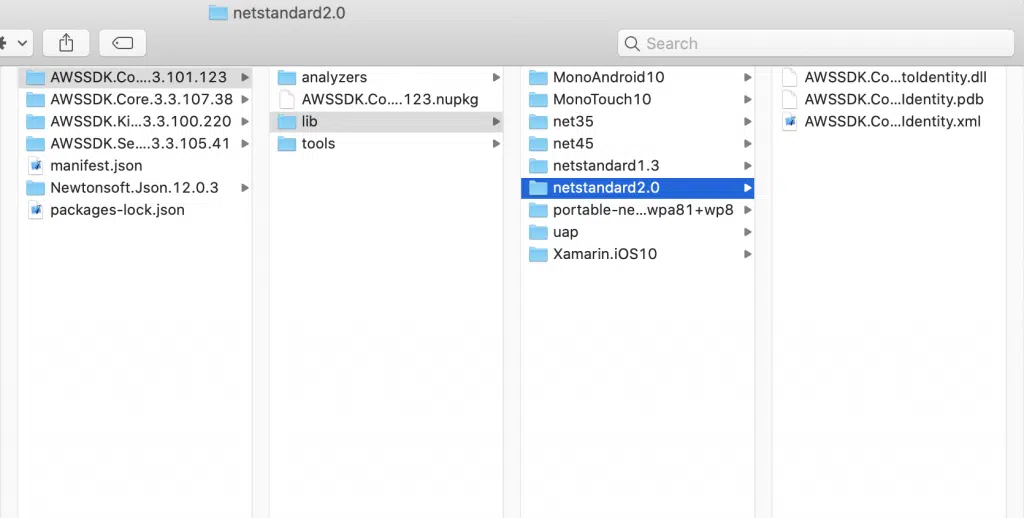 netstandard2.0
Search
AWSSDK.Co....3.101.123
AWSSDK.Core.3.3.107.38
AWSSDK.Ki...3.3.100.220
AWSSDK.Se...3.3.105.41
manifest.json
Newtonsoft.Json.12.0.3
packages-lock.json
analyzers
AWSSDK.Co....123.nupkg
lib
tools
MonoAndroid10
MonoTouch10
net35
net45
netstandard1.3
netstandard2.0
portable-ne...wpa81+wp8
uap
Xamarin.iOS10
AWSSDK.Co...toIdentity.dll
AWSSDK.Co...Identity.pdb
AWSSDK.Co...Identity.xml